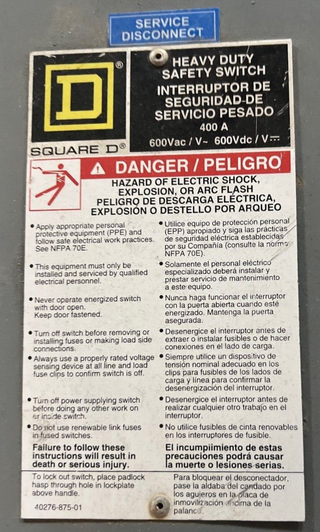 SERVICE
DISCONNECT
HEAVY DUTY
SAFETY SWITCH
INTERRUPTOR DE
SEGURIDAD DE
SERVICIO PESADO
400 A
600Vac / V~ 600Vdc / V⎓
D
SQUARE D®
DANGER / PELIGRO
HAZARD OF ELECTRIC SHOCK,
EXPLOSION, OR ARC FLASH
PELIGRO DE DESCARGA ELÉCTRICA,
EXPLOSIÓN O DESTELLO POR ARQUEO
• Apply appropriate personal
protective equipment (PPE) and
follow safe electrical work practices.
See NFPA 70E.
• This equipment must only be
installed and serviced by qualified
electrical personnel.
• Never operate energized switch
with door open.
Keep door fastened.
• Turn off switch before removing or
installing fuses or making load side
connections.
• Always use a properly rated voltage
sensing device at all line and load
fuse clips to confirm switch is off.
• Turn off power supplying switch
before doing any other work on
or inside switch.
• Do not use renewable link fuses
in fused switches.
Failure to follow these
instructions will result in
death or serious injury.
• Utilice equipo de protección personal
(EPP) apropiado y siga las prácticas
de seguridad eléctrica establecidas
por su Compañía (consulte la norma
NFPA 70E).
• Solamente el personal eléctrico
especializado deberá instalar y
prestar servicio de mantenimiento
a este equipo.
• Nunca haga funcionar el interruptor
con la puerta abierta cuando esté
energizado. Mantenga la puerta
asegurada.
• Desenergice el interruptor antes de
extraer o instalar fusibles o de hacer
conexiones en el lado de carga.
• Siempre utilice un dispositivo de
tensión nominal adecuado en los
clips para fusibles de los lados de
carga y línea para confirmar la
desenergización del interruptor.
• Desenergice el interruptor antes de
realizar cualquier otro trabajo en el
interruptor.
• No utilice fusibles de cinta renovables
en los interruptores de fusible.
El incumplimiento de estas
precauciones podrá causar
la muerte o lesiones serias.
To lock out switch, place padlock
hasp through hole in lockplate
above handle.
40276-875-01
Para bloquear el desconectador,
pase la aldaba del candado por
los agujeros en la placa de
inmovilización encima de la
palanca.